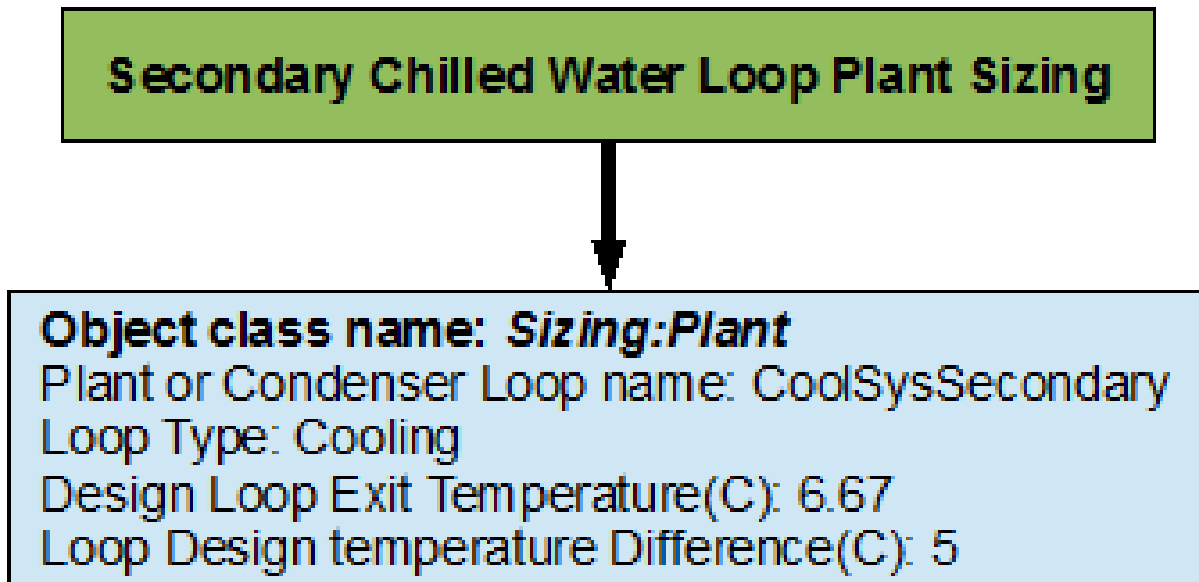 Secondary Chilled Water Loop Plant Sizing
Object class name: Sizing:Plant
Plant or Condenser Loop name: CoolSysSecondary
Loop Type: Cooling
Design Loop Exit Temperature(C): 6.67
Loop Design temperature Difference(C): 5